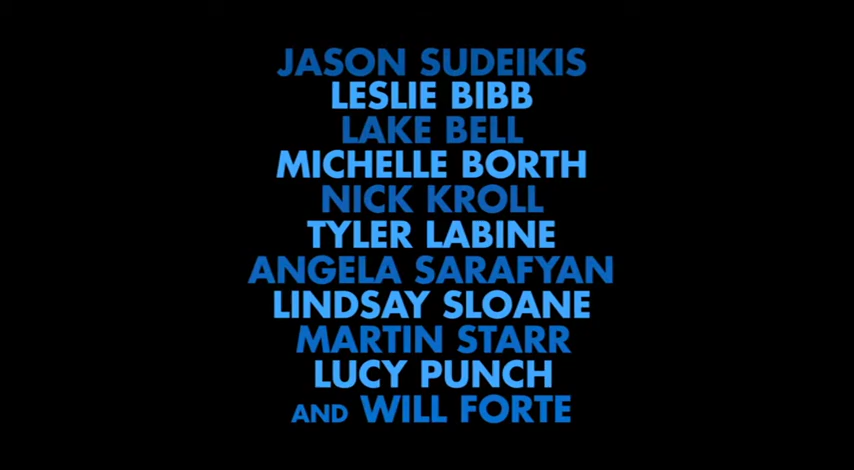 JASON SUDEIKIS
LESLIE BIBB
LAKE BELL
MICHELLE BORTH
NICK KROLL
TYLER LABINE
ANGELA SARAFYAN
LINDSAY SLOANE
MARTIN STARR
LUCY PUNCH
AND WILL FORTE